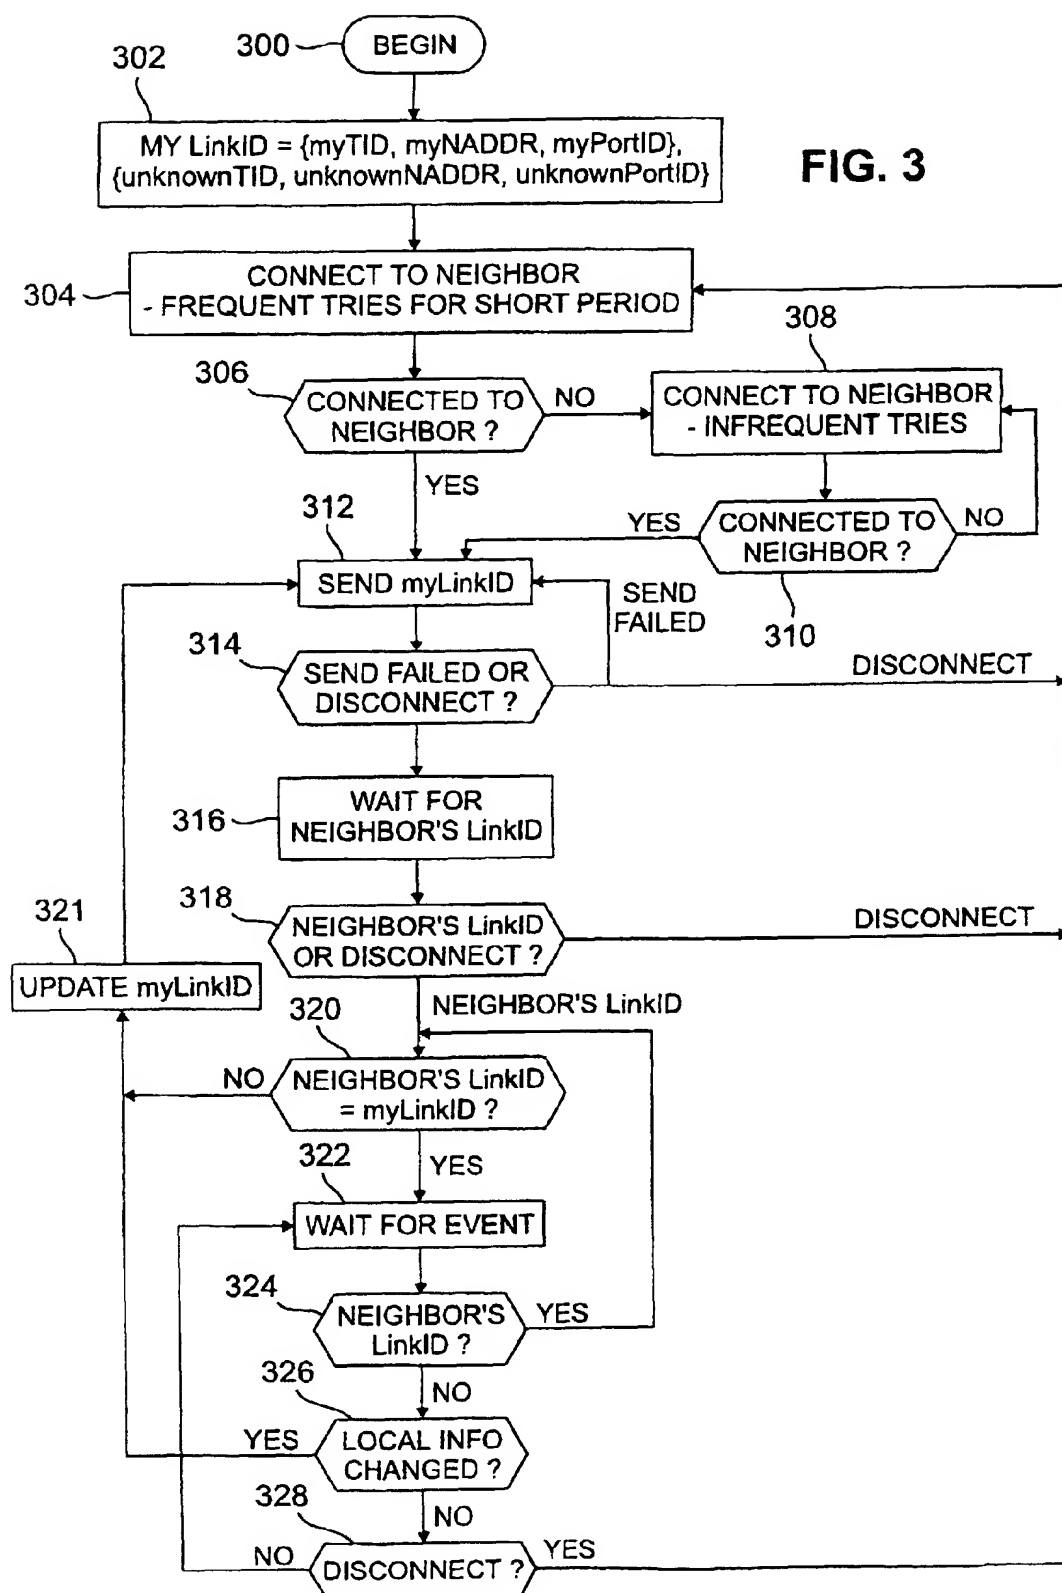 300
BEGIN
302
MY LinkID = {myTID, myNADDR, myPortID},
{unknownTID, unknownNADDR, unknownPortID}
FIG. 3
304
CONNECT TO NEIGHBOR
- FREQUENT TRIES FOR SHORT PERIOD
306
CONNECTED TO
NEIGHBOR ?
NO
308
CONNECT TO NEIGHBOR
- INFREQUENT TRIES
YES
310
CONNECTED TO
NEIGHBOR ?
YES
NO
312
SEND myLinkID
SEND
FAILED
314
SEND FAILED OR
DISCONNECT ?
DISCONNECT
316
WAIT FOR
NEIGHBOR'S LinkID
318
NEIGHBOR'S LinkID
OR DISCONNECT ?
DISCONNECT
321
UPDATE myLinkID
NEIGHBOR'S LinkID
320
NEIGHBOR'S LinkID
= myLinkID ?
NO
YES
322
WAIT FOR EVENT
324
NEIGHBOR'S
LinkID ?
YES
NO
326
LOCAL INFO
CHANGED ?
YES
NO
328
DISCONNECT ?
NO
YES